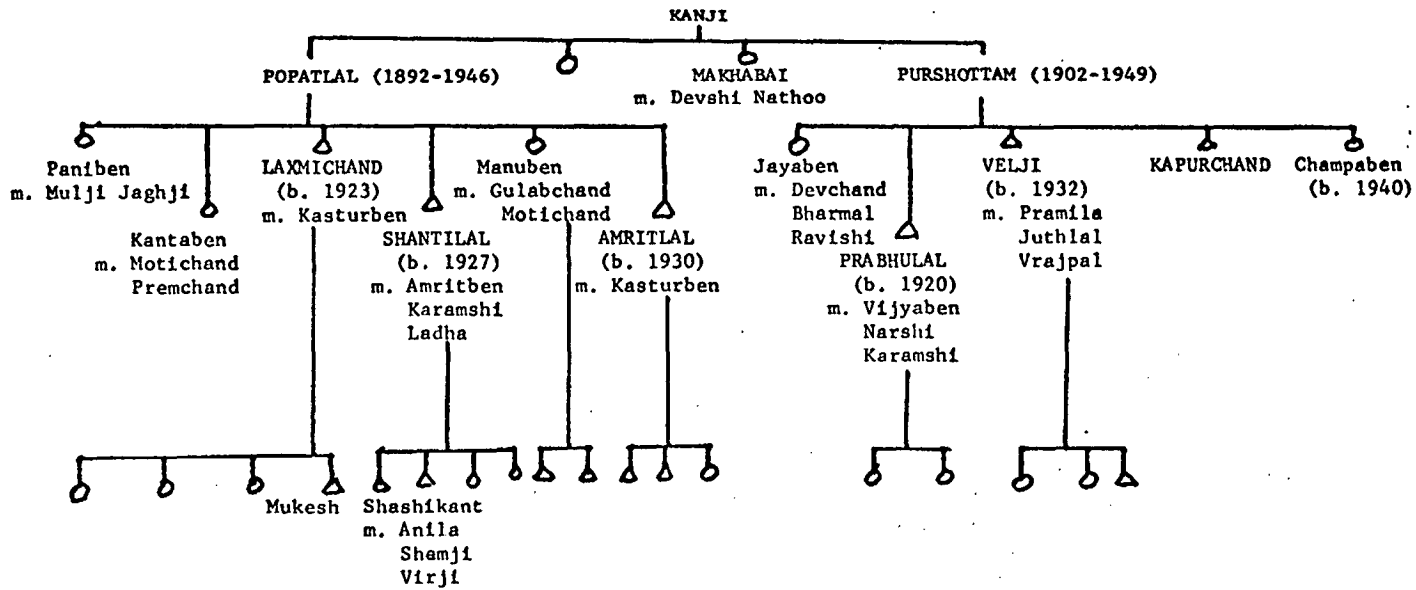 KANJI
POPATLAL (1892-1946)
MAKHABAI
m. Devshi Nathoo
PURSHOTTAM (1902-1949)
Paniben
m. Mulji Jaghji
Kantaben
m. Motichand
Premchand
LAXMICHAND
(b. 1923)
m. Kasturben
SHANTILAL
(b. 1927)
m. Amritben
Karamshi
Ladha
Manuben
m. Gulabchand
Motichand
AMRITLAL
(b. 1930)
m. Kasturben
Jayaben
m. Devchand
Bharmal
Ravishi
PRABHULAL
(b. 1920)
m. Vijyaben
Narshi
Karamshi
VELJI
(b. 1932)
m. Pramila
Juthlal
Vrajpal
KAPURCHAND
Champaben
(b. 1940)
Mukesh
Shashikant
m. Anila
Shamji
Virji